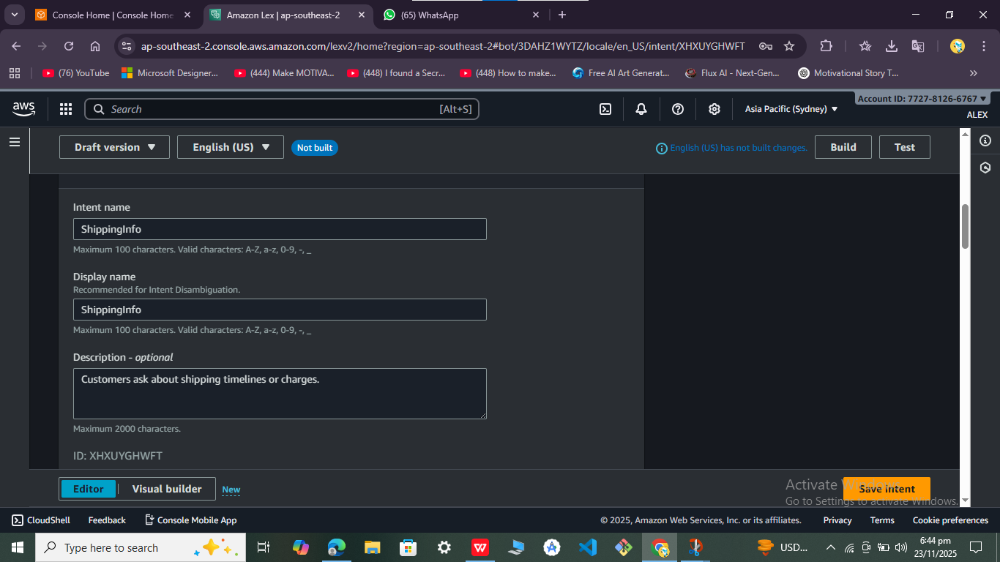 Console Home | Console Home
Amazon Lex | ap-southeast-2
(65) WhatsApp
ap-southeast-2.console.aws.amazon.com/lexv2/home?region=ap-southeast-2#bot/3DAHZ1WYTZ/locale/en_US/intent/XHXUYGHWFT
(76) YouTube
Microsoft Designer...
(444) Make MOTIVA...
(448) I found a Secr...
(448) How to make...
Free AI Art Generat...
Flux AI - Next-Gen...
Motivational Story T...
aws
Search
[Alt+S]
Asia Pacific (Sydney)
Account ID: 7727-8126-6767
ALEX
Draft version
English (US)
Not built
English (US) has not built changes.
Build
Test
Intent name
ShippingInfo
Maximum 100 characters. Valid characters: A-Z, a-z, 0-9, -, _
Display name
Recommended for Intent Disambiguation.
ShippingInfo
Maximum 100 characters. Valid characters: A-Z, a-z, 0-9, -, _
Description - optional
Customers ask about shipping timelines or charges.
Maximum 2000 characters.
ID: XHXUYGHWFT
Editor
Visual builder
New
Save intent
Activate
Go to Settings to activate Windows.
CloudShell
Feedback
Console Mobile App
© 2025, Amazon Web Services, Inc. or its affiliates.
Privacy
Terms
Cookie preferences
Type here to search
USD...
6:44 pm
23/11/2025